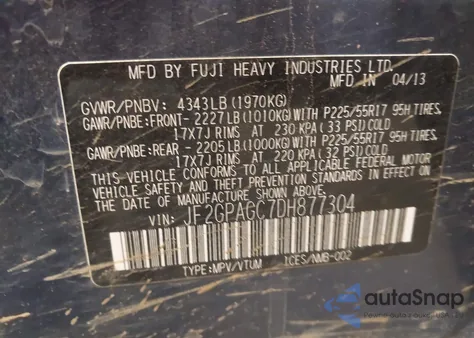 MFD BY FUJI HEAVY INDUSTRIES LTD.
MFD IN 04/13
GVWR/PNBV: 4343LB(1970KG)
GAWR/PNBE:FRONT- 2227LB(1010KG)WITH P225/55R17 95H TIRES,
17X7J RIMS AT 230 KPA(33 PSI)COLD
GAWR/PNBE:REAR - 2205LB(1000KG)WITH P225/55R17 95H TIRES,
17X7J RIMS AT 220 KPA(32 PSI)COLD
THIS VEHICLE CONFORMS TO ALL APPLICABLE FEDERAL MOTOR
VEHICLE SAFETY AND THEFT PREVENTION STANDARDS IN EFFECT ON
THE DATE OF MANUFACTURE SHOWN ABOVE.
VIN: JF2GPAGC7DH877304
TYPE:MPV/VTUM ICES/NMB-002
autoSnap